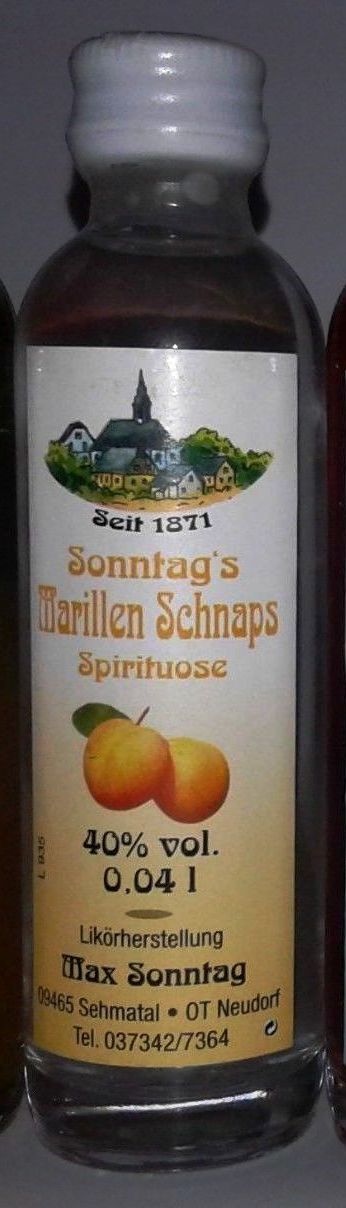 Seit 1871
Sonntag's
Marillen Schnaps
Spirituose
40% vol.
0,04 l
L 935
Likörherstellung
Max Sonntag
09465 Sehmatal • OT Neudorf
Tel. 037342/7364